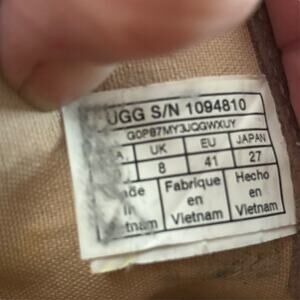 UGG S/N 1094810
G0PB7MY3JQGWXUY
UK EU JAPAN
8 41 27
Fabrique Hecho
en en
Vietnam Vietnam